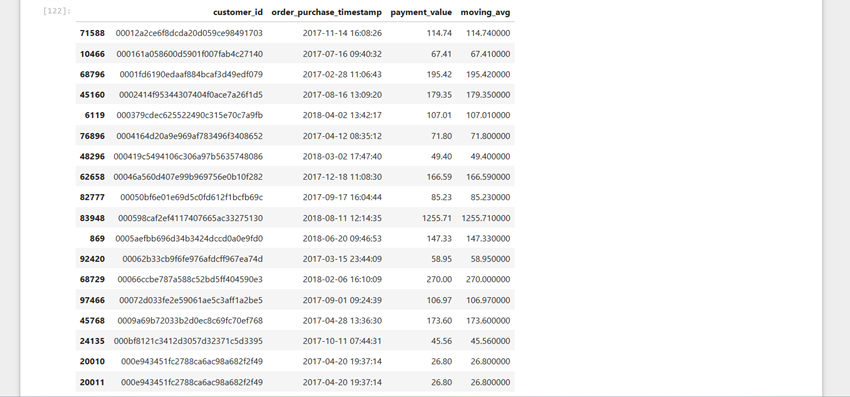 [122]:
customer_id order_purchase_timestamp payment_value moving_avg
71588 00012a2ce6f8dcda20d059ce98491703 2017-11-14 16:08:26 114.74 114.740000
10466 000161a058600d5901f007fab4c27140 2017-07-16 09:40:32 67.41 67.410000
68796 0001fd6190edaaf884bcaf3d49edf079 2017-02-28 11:06:43 195.42 195.420000
45160 0002414f95344307404f0ace7a26f1d5 2017-08-16 13:09:20 179.35 179.350000
6119 000379cdec625522490c315e70c7a9fb 2018-04-02 13:42:17 107.01 107.010000
76896 0004164d20a9e969af783496f3408652 2017-04-12 08:35:12 71.80 71.800000
48296 000419c5494106c306a97b5635748086 2018-03-02 17:47:40 49.40 49.400000
62658 00046a560d407e99b969756e0b10f282 2017-12-18 11:08:30 166.59 166.590000
82777 00050bf6e01e69d5c0fd612f1bcfb69c 2017-09-17 16:04:44 85.23 85.230000
83948 000598caf2ef4117407665ac33275130 2018-08-11 12:14:35 1255.71 1255.710000
869 0005aefbb696d34b3424dccd0a0e9fd0 2018-06-20 09:46:53 147.33 147.330000
92420 00062b33cb9f6fe976afdcff967ea74d 2017-03-15 23:44:09 58.95 58.950000
68729 00066ccbe787a588c52bd5ff404590e3 2018-02-06 16:10:09 270.00 270.000000
97466 00072d033fe2e59061ae5c3aff1a2be5 2017-09-01 09:24:39 106.97 106.970000
45768 0009a69b72033b2d0ec8c69fc70ef768 2017-04-28 13:36:30 173.60 173.600000
24135 000bf8121c3412d3057d32371c5d3395 2017-10-11 07:44:31 45.56 45.560000
20010 000e943451fc2788ca6ac98a682f2f49 2017-04-20 19:37:14 26.80 26.800000
20011 000e943451fc2788ca6ac98a682f2f49 2017-04-20 19:37:14 26.80 26.800000